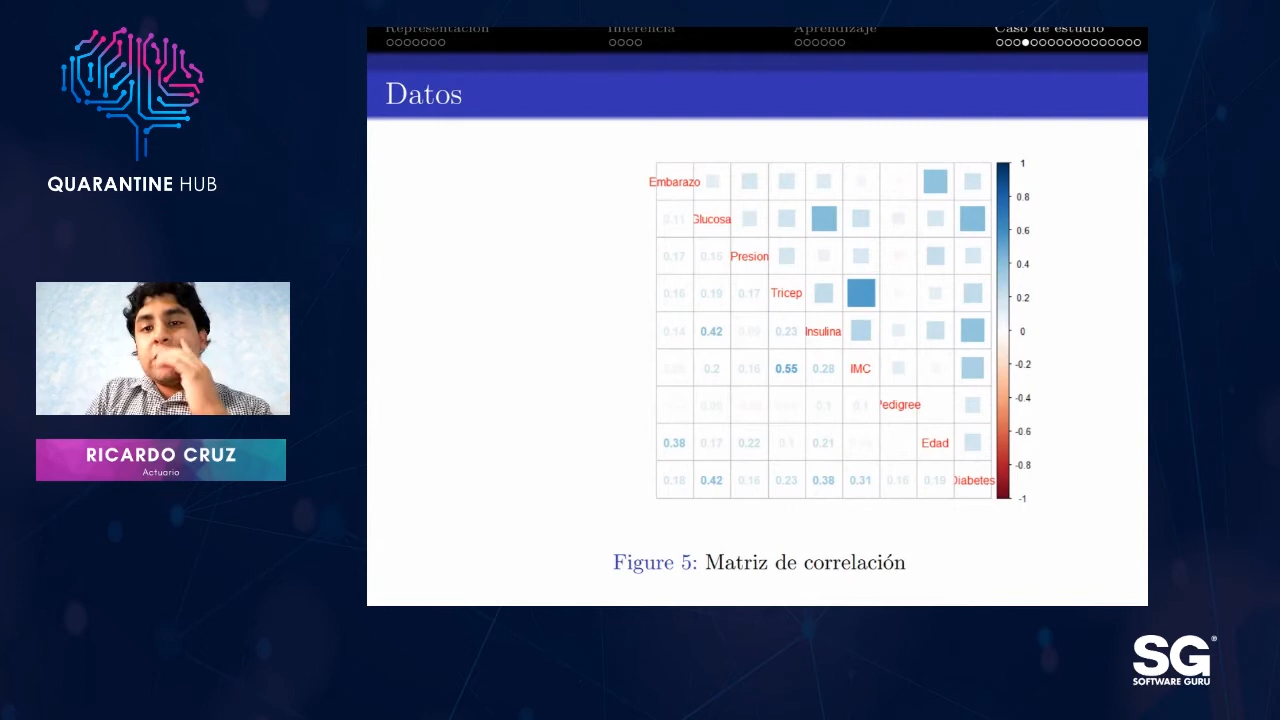 Representación
Inferencia
Aprendizaje
Caso de estudio
Datos
QUARANTINE HUB
RICARDO CRUZ
Actuario
Embarazo
0.11 Glucosa
0.17 0.15 Presion
0.16 0.19 0.17 Tricep
0.14 0.42 0.23 Insulina
0.2 0.16 0.55 0.28 IMC
0.1 0.1 Pedigree
0.38 0.17 0.22 0.1 0.21 Edad
0.18 0.42 0.16 0.23 0.38 0.31 0.16 0.19 Diabetes
1
0.8
0.6
0.4
0.2
0
-0.2
-0.4
-0.6
-0.8
-1
Figure 5: Matriz de correlación
SG®
SOFTWARE GURU